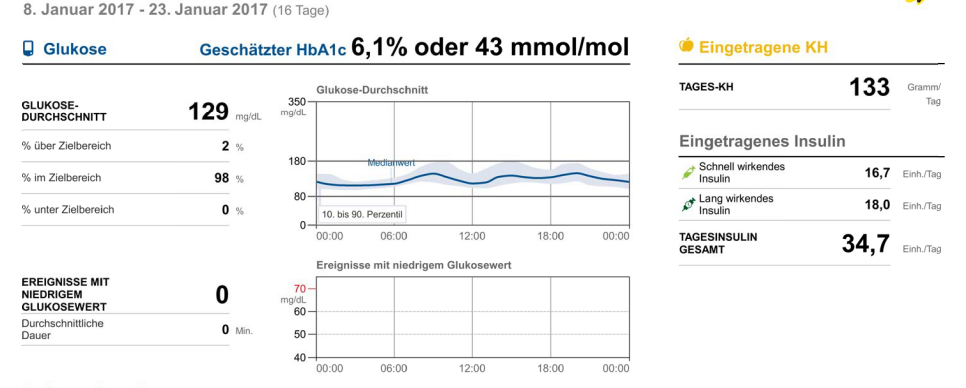 8. Januar 2017 - 23. Januar 2017 (16 Tage)
Glukose
Geschätzter HbA1c 6,1% oder 43 mmol/mol
GLUKOSE-
DURCHSCHNITT 129 mg/dL
% über Zielbereich 2 %
% im Zielbereich 98 %
% unter Zielbereich 0 %
Glukose-Durchschnitt
350
mg/dL
180
Medianwert
80
10. bis 90. Perzentil
0
00:00 06:00 12:00 18:00 00:00
EREIGNISSE MIT
NIEDRIGEM
GLUKOSEWERT 0
Durchschnittliche
Dauer 0 Min.
Ereignisse mit niedrigem Glukosewert
70
mg/dL
60
50
40
00:00 06:00 12:00 18:00 00:00
Eingetragene KH
TAGES-KH 133 Gramm/
Tag
Eingetragenes Insulin
Schnell wirkendes
Insulin 16,7 Einh./Tag
Lang wirkendes
Insulin 18,0 Einh./Tag
TAGESINSULIN
GESAMT 34,7 Einh./Tag